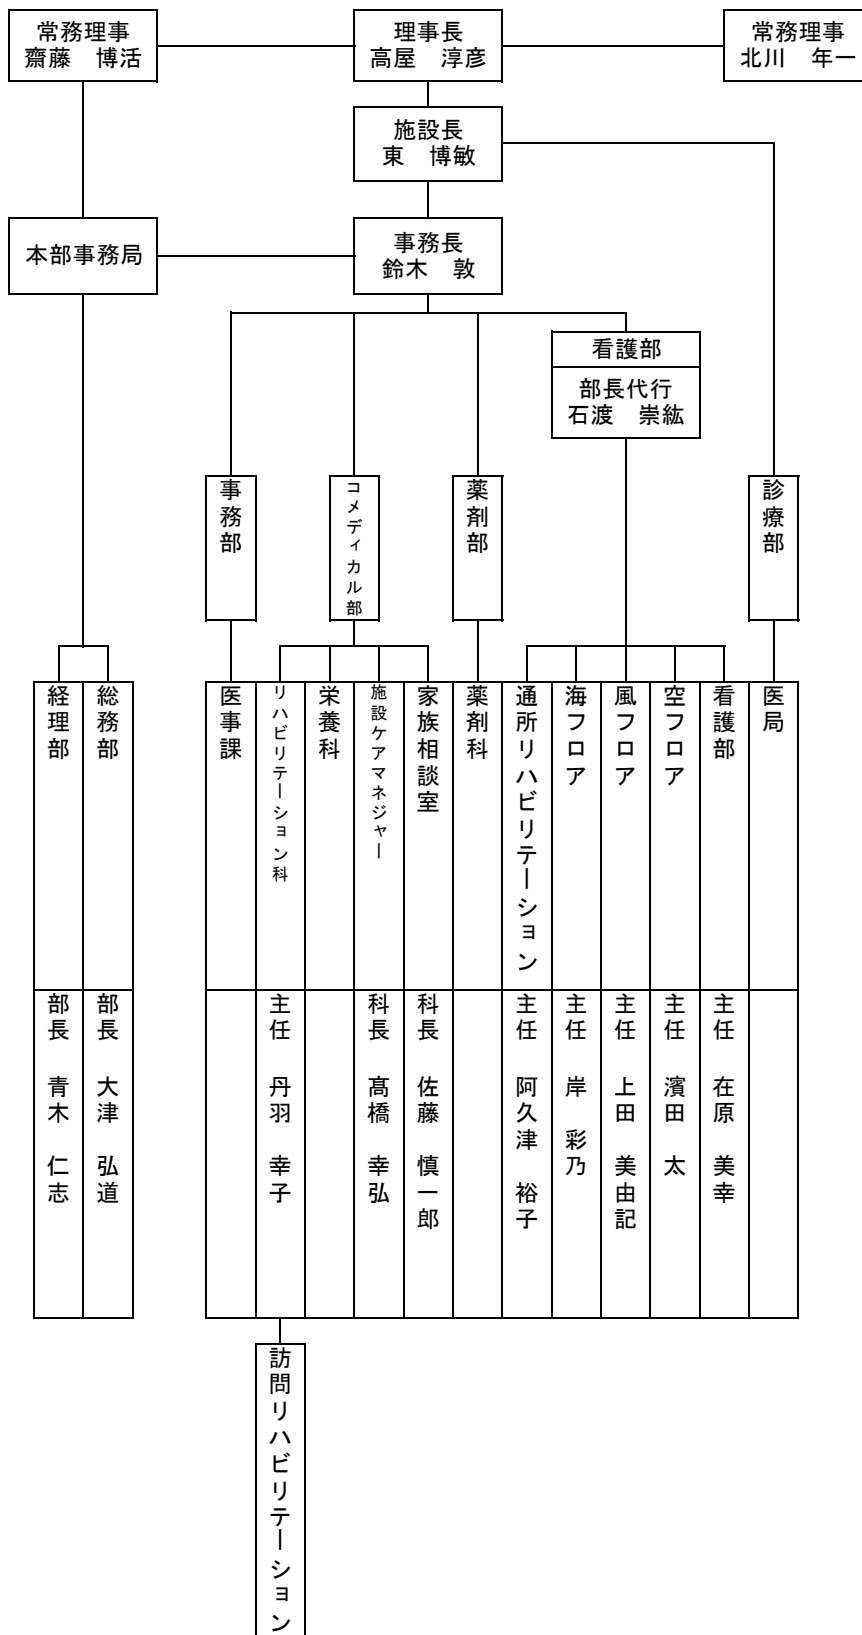 常務理事
齋藤　博活
理事長
高屋　淳彦
常務理事
北川　年一
施設長
東　博敏
本部事務局
事務長
鈴木　敦
看護部
部長代行
石渡　崇紘
事務部
コメディカル部
薬剤部
診療部
経理部
総務部
医事課
リハビリテーション科
栄養科
施設ケアマネジャー
家族相談室
薬剤科
通所リハビリテーション
海フロア
風フロア
空フロア
看護部
医局
部長　青木　仁志
部長　大津　弘道
主任　丹羽　幸子
科長　髙橋　幸弘
科長　佐藤　慎一郎
主任　阿久津　裕子
主任　岸　彩乃
主任　上田　美由記
主任　濱田　太
主任　在原　美幸
訪問リハビリテーション